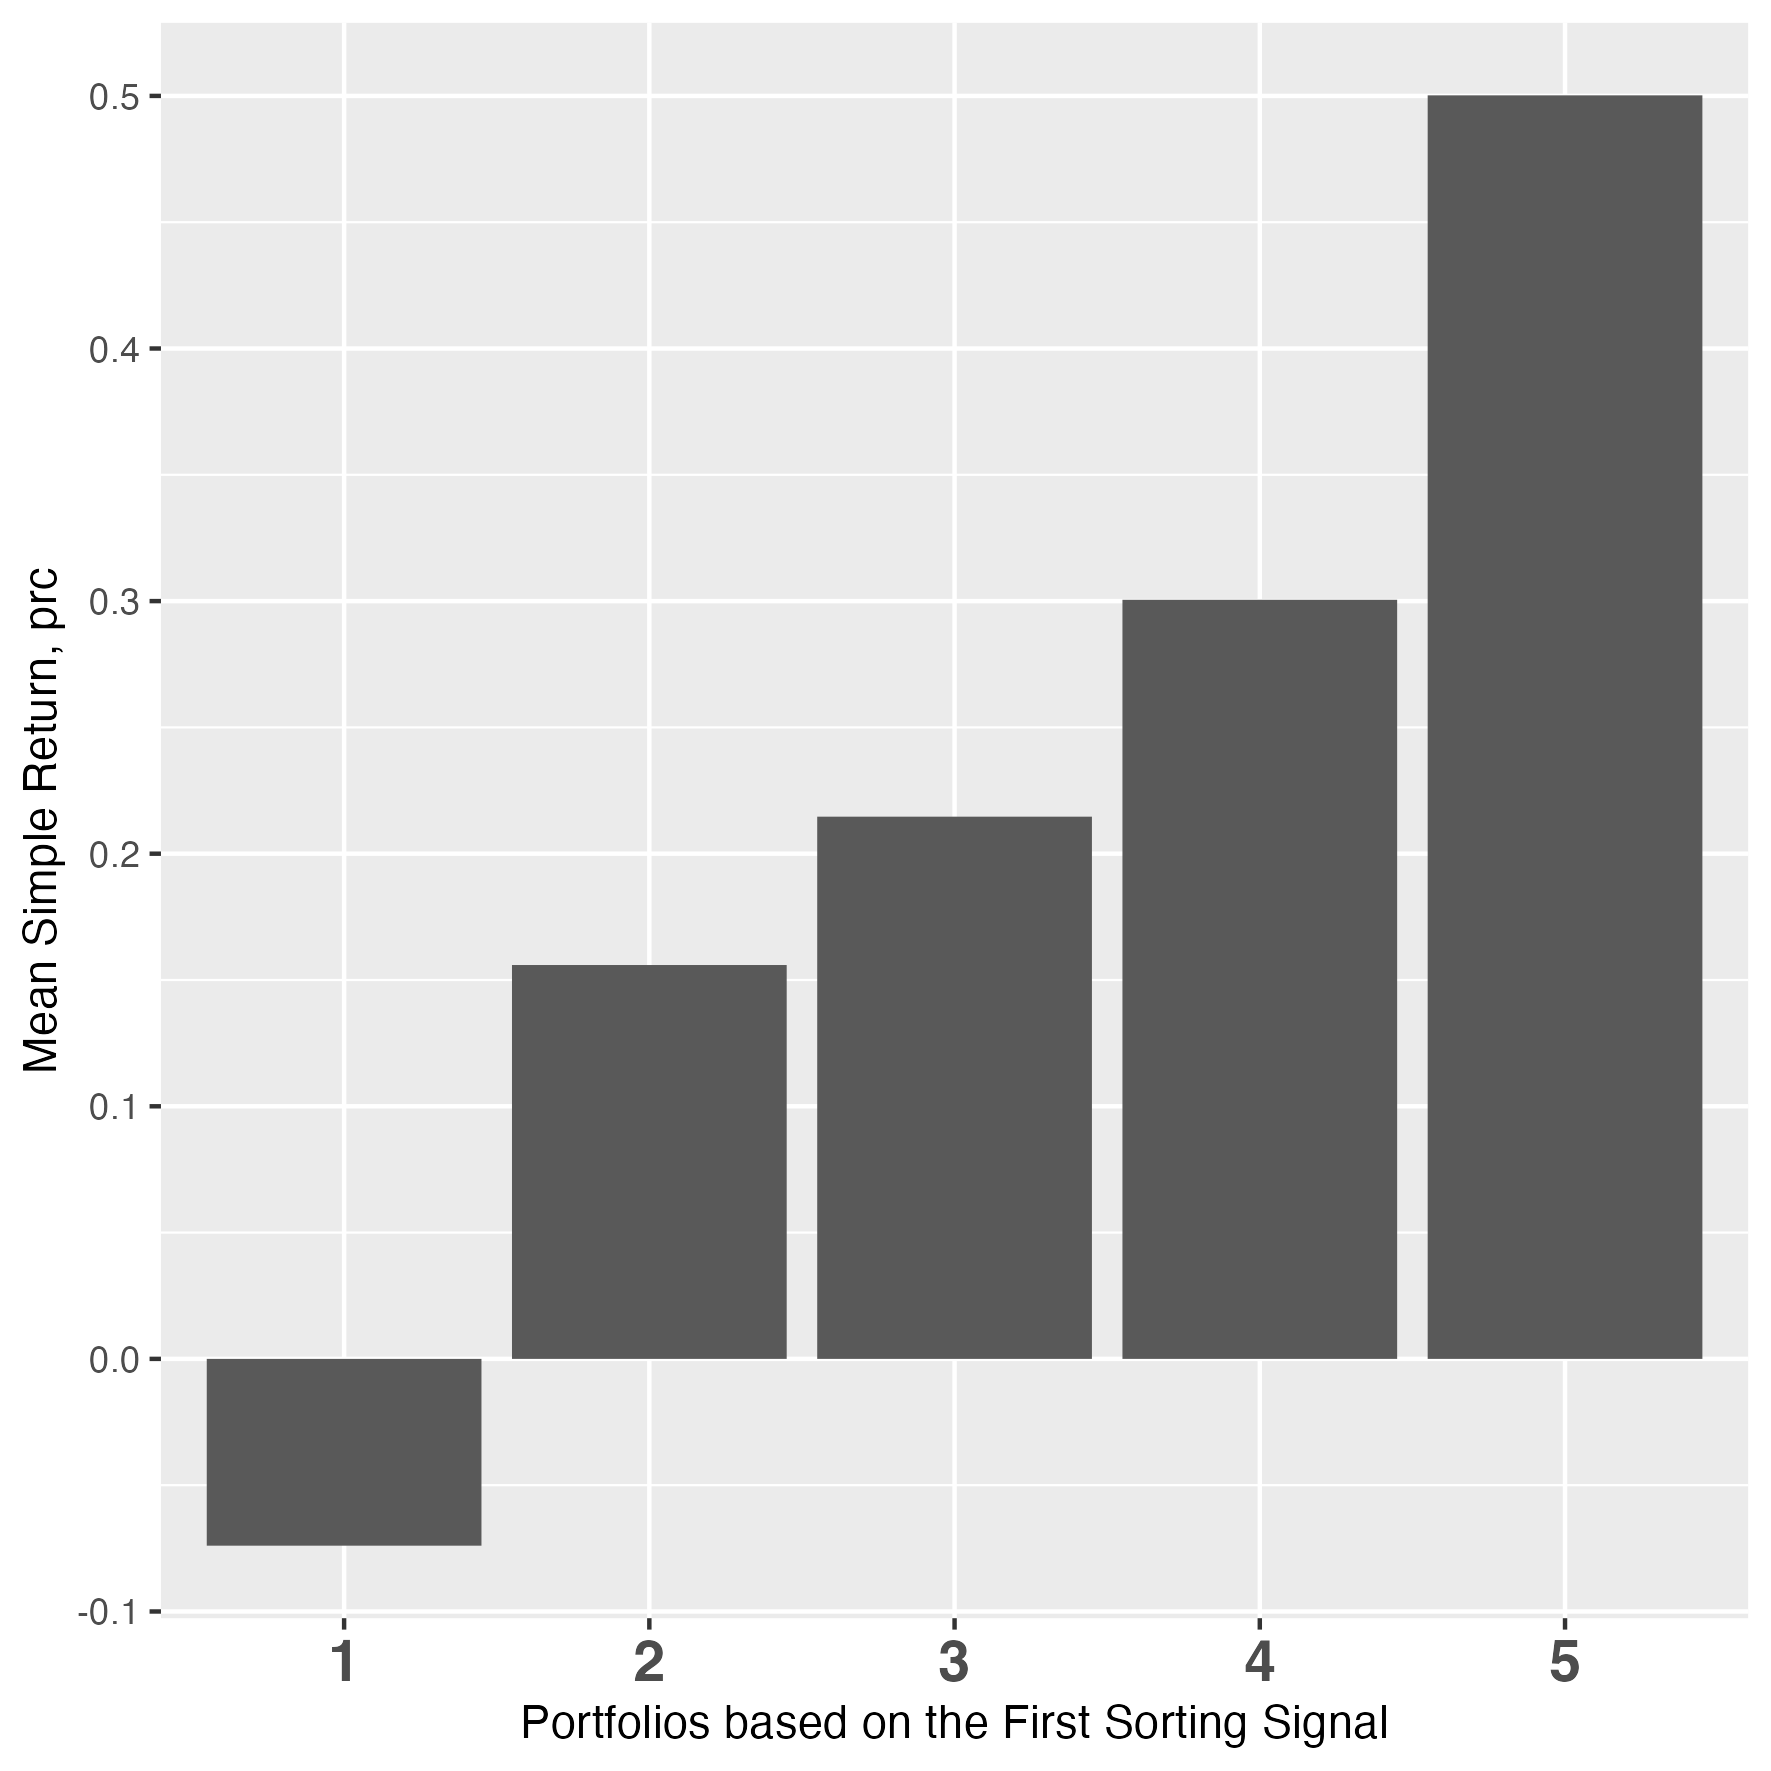 Mean Simple Return, prc
0.5
0.4
0.3
0.2
0.1
0.0
-0.1
1 2 3 4 5
Portfolios based on the First Sorting Signal